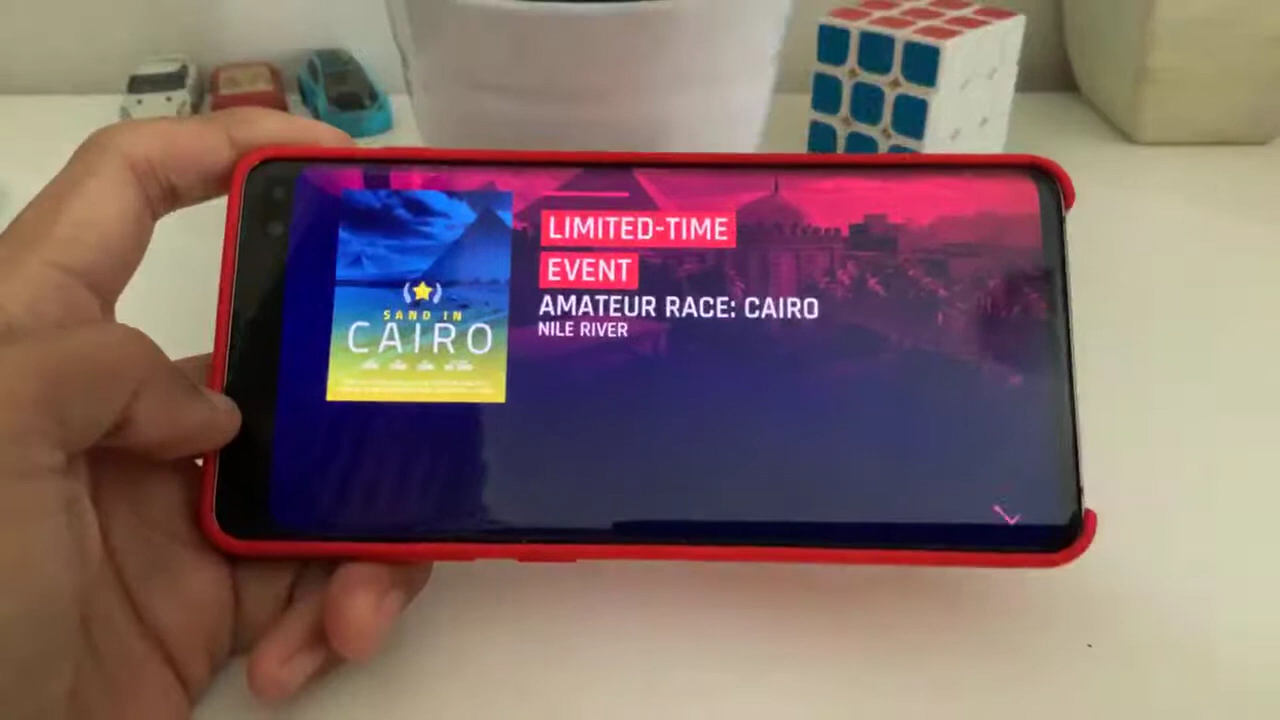 SAND IN
CAIRO
LIMITED-TIME
EVENT
AMATEUR RACE: CAIRO
NILE RIVER